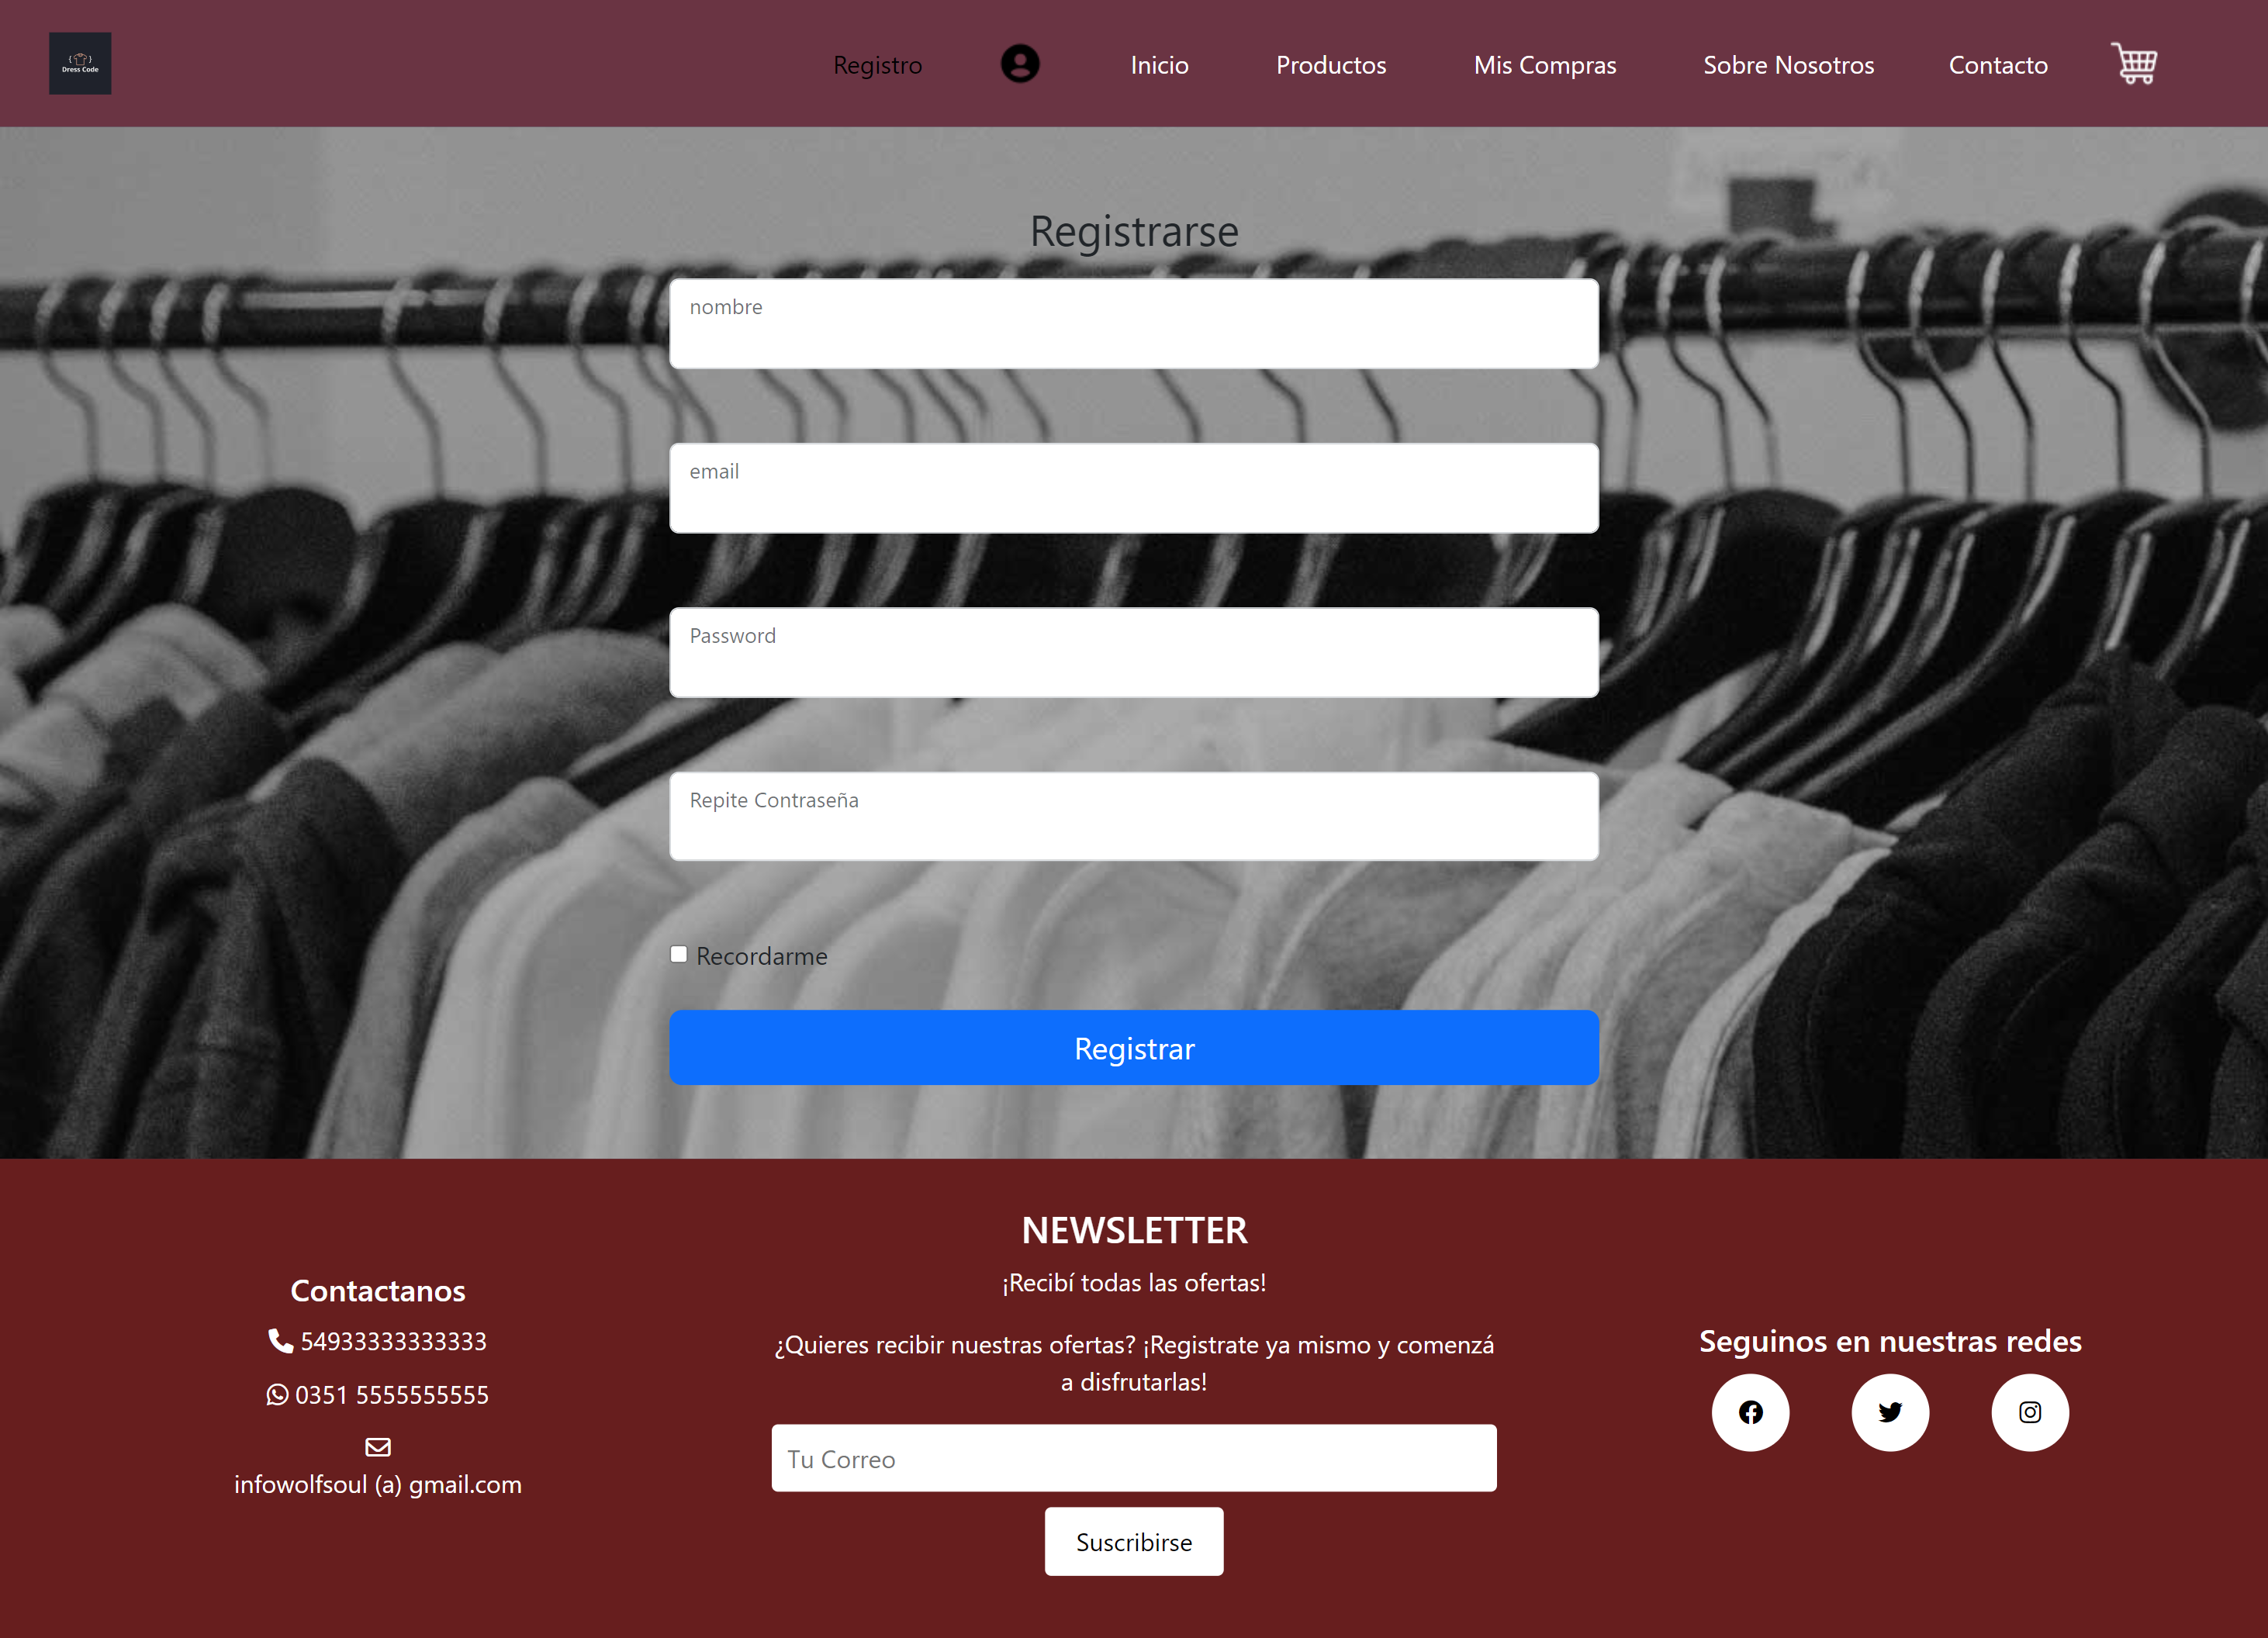 { }
Dress Code
Registro
Inicio
Productos
Mis Compras
Sobre Nosotros
Contacto
Registrarse
nombre
email
Password
Repite Contraseña
Recordarme
Registrar
Contactanos
54933333333333
0351 5555555555
infowolfsoul (a) gmail.com
NEWSLETTER
¡Recibí todas las ofertas!
¿Quieres recibir nuestras ofertas? ¡Registrate ya mismo y comenzá
a disfrutarlas!
Tu Correo
Suscribirse
Seguinos en nuestras redes